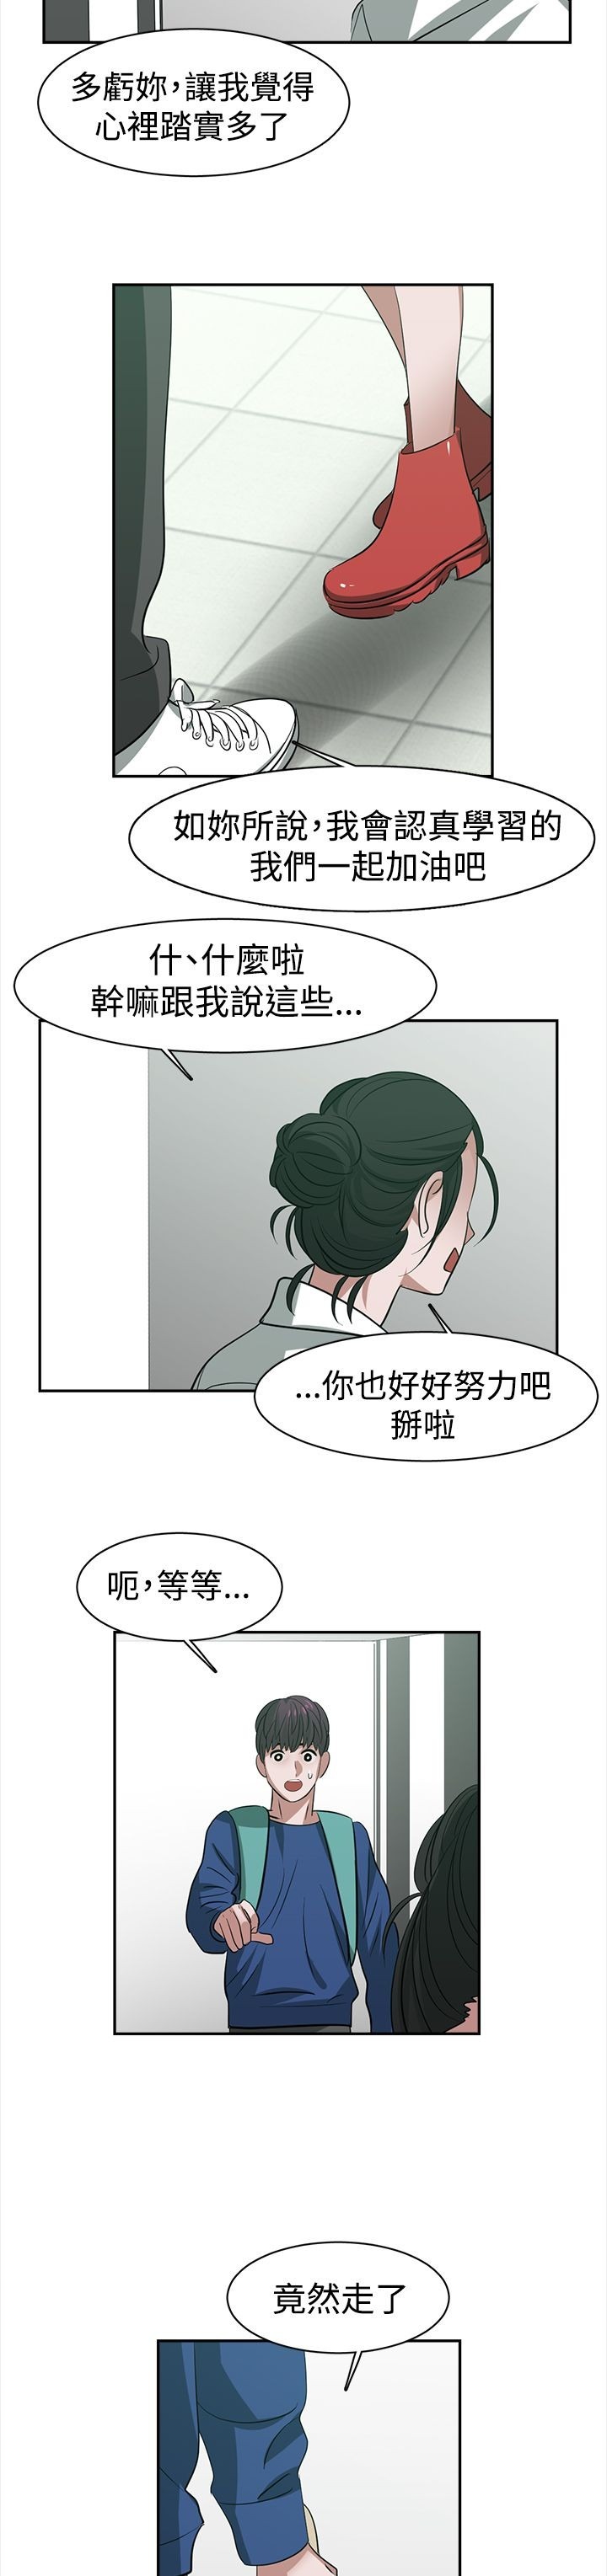 多虧妳，讓我覺得
心裡踏實多了
如妳所說，我會認真學習的
我們一起加油吧
什、什麼啦
幹嘛跟我說這些...
...你也好好努力吧
掰啦
呃，等等...
竟然走了